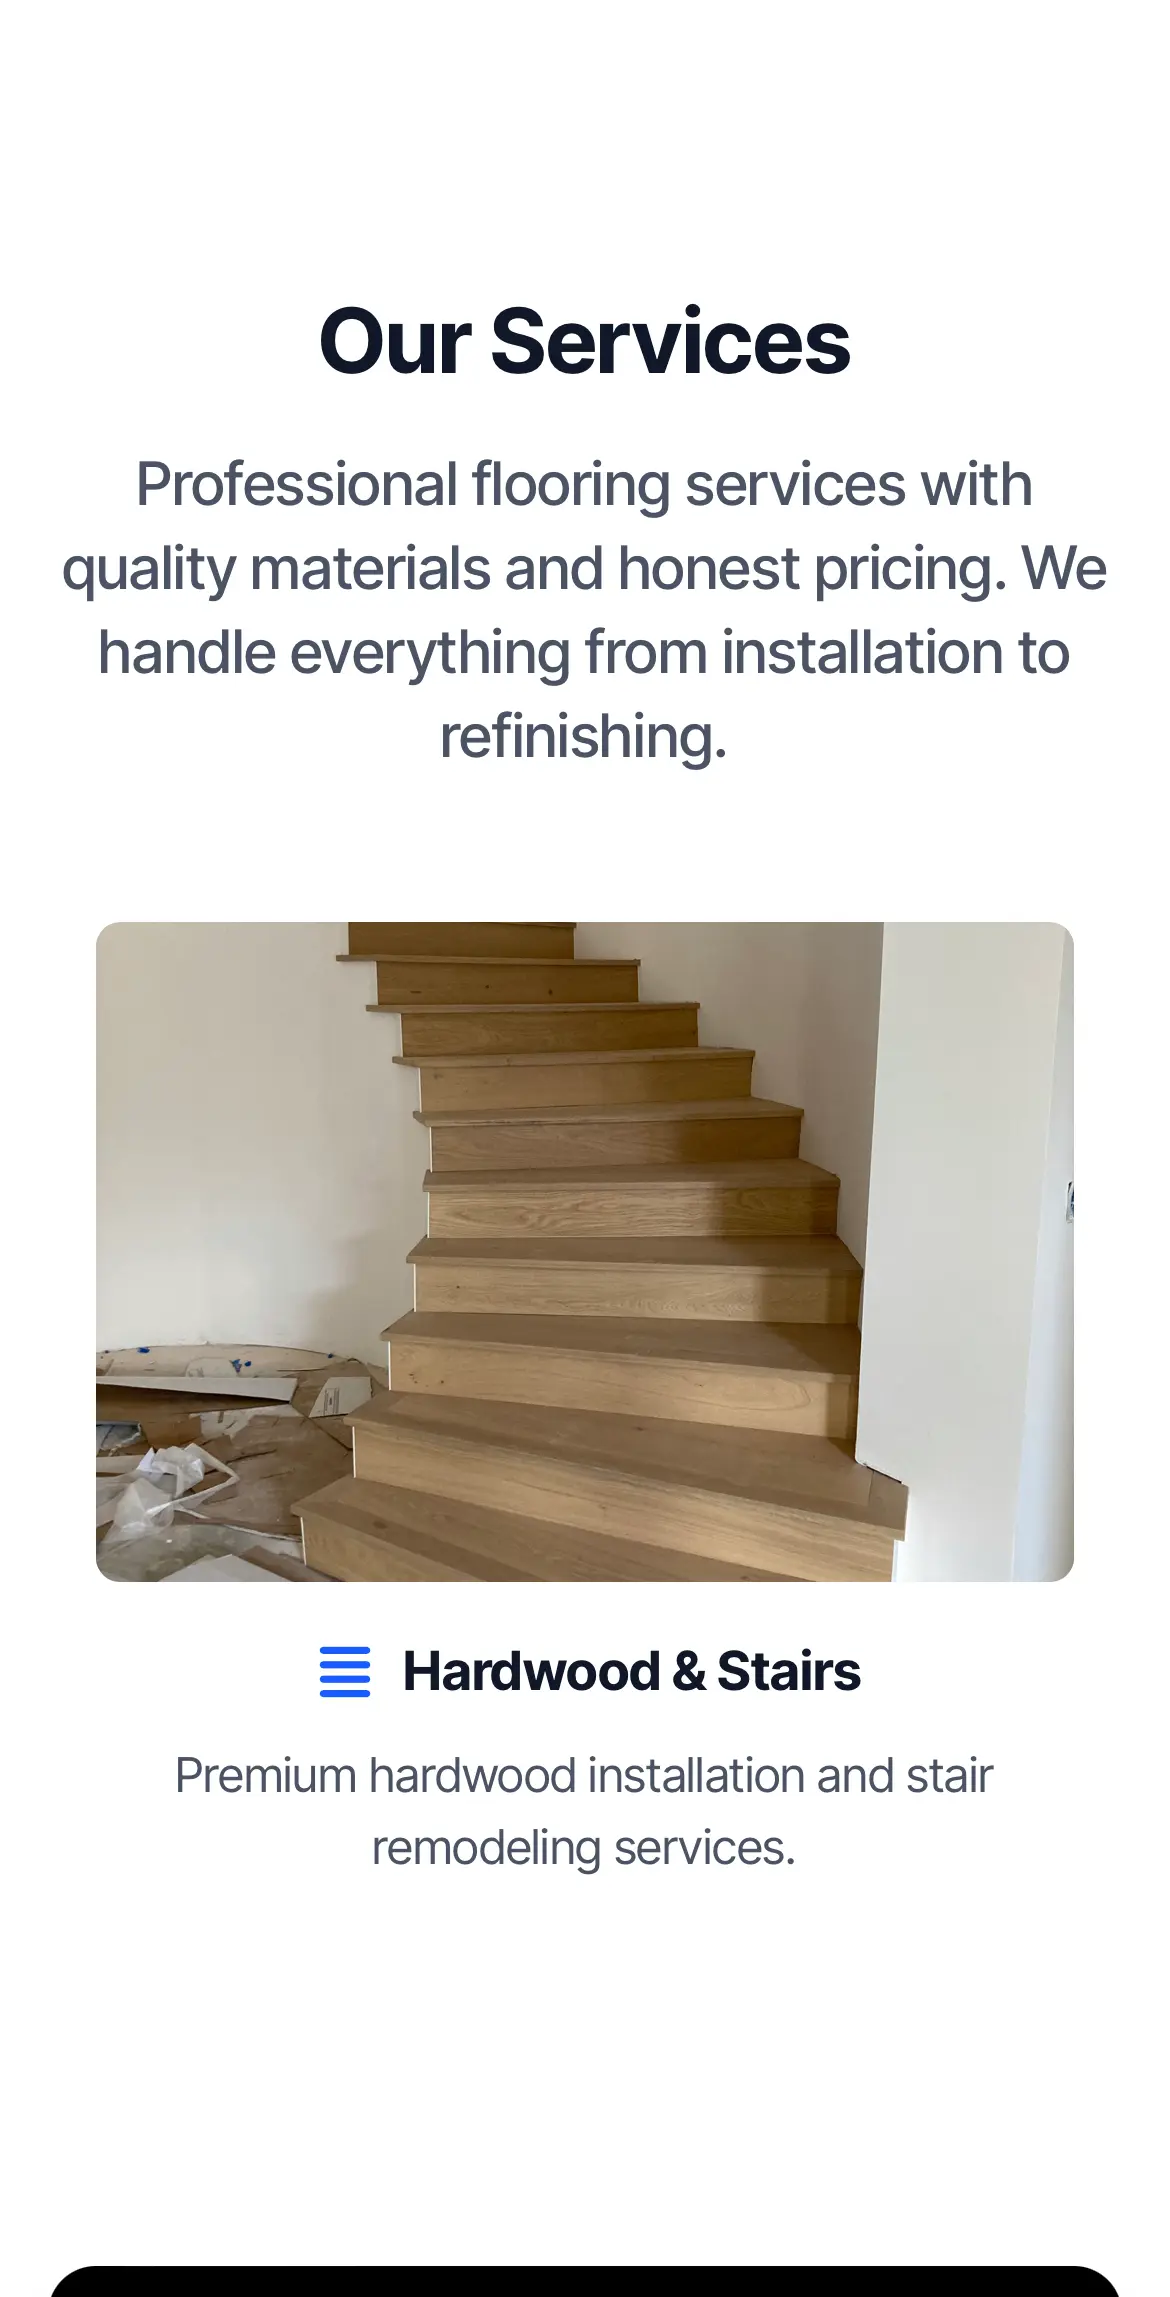 Our Services
Professional flooring services with
quality materials and honest pricing. We
handle everything from installation to
refinishing.
Hardwood & Stairs
Premium hardwood installation and stair
remodeling services.